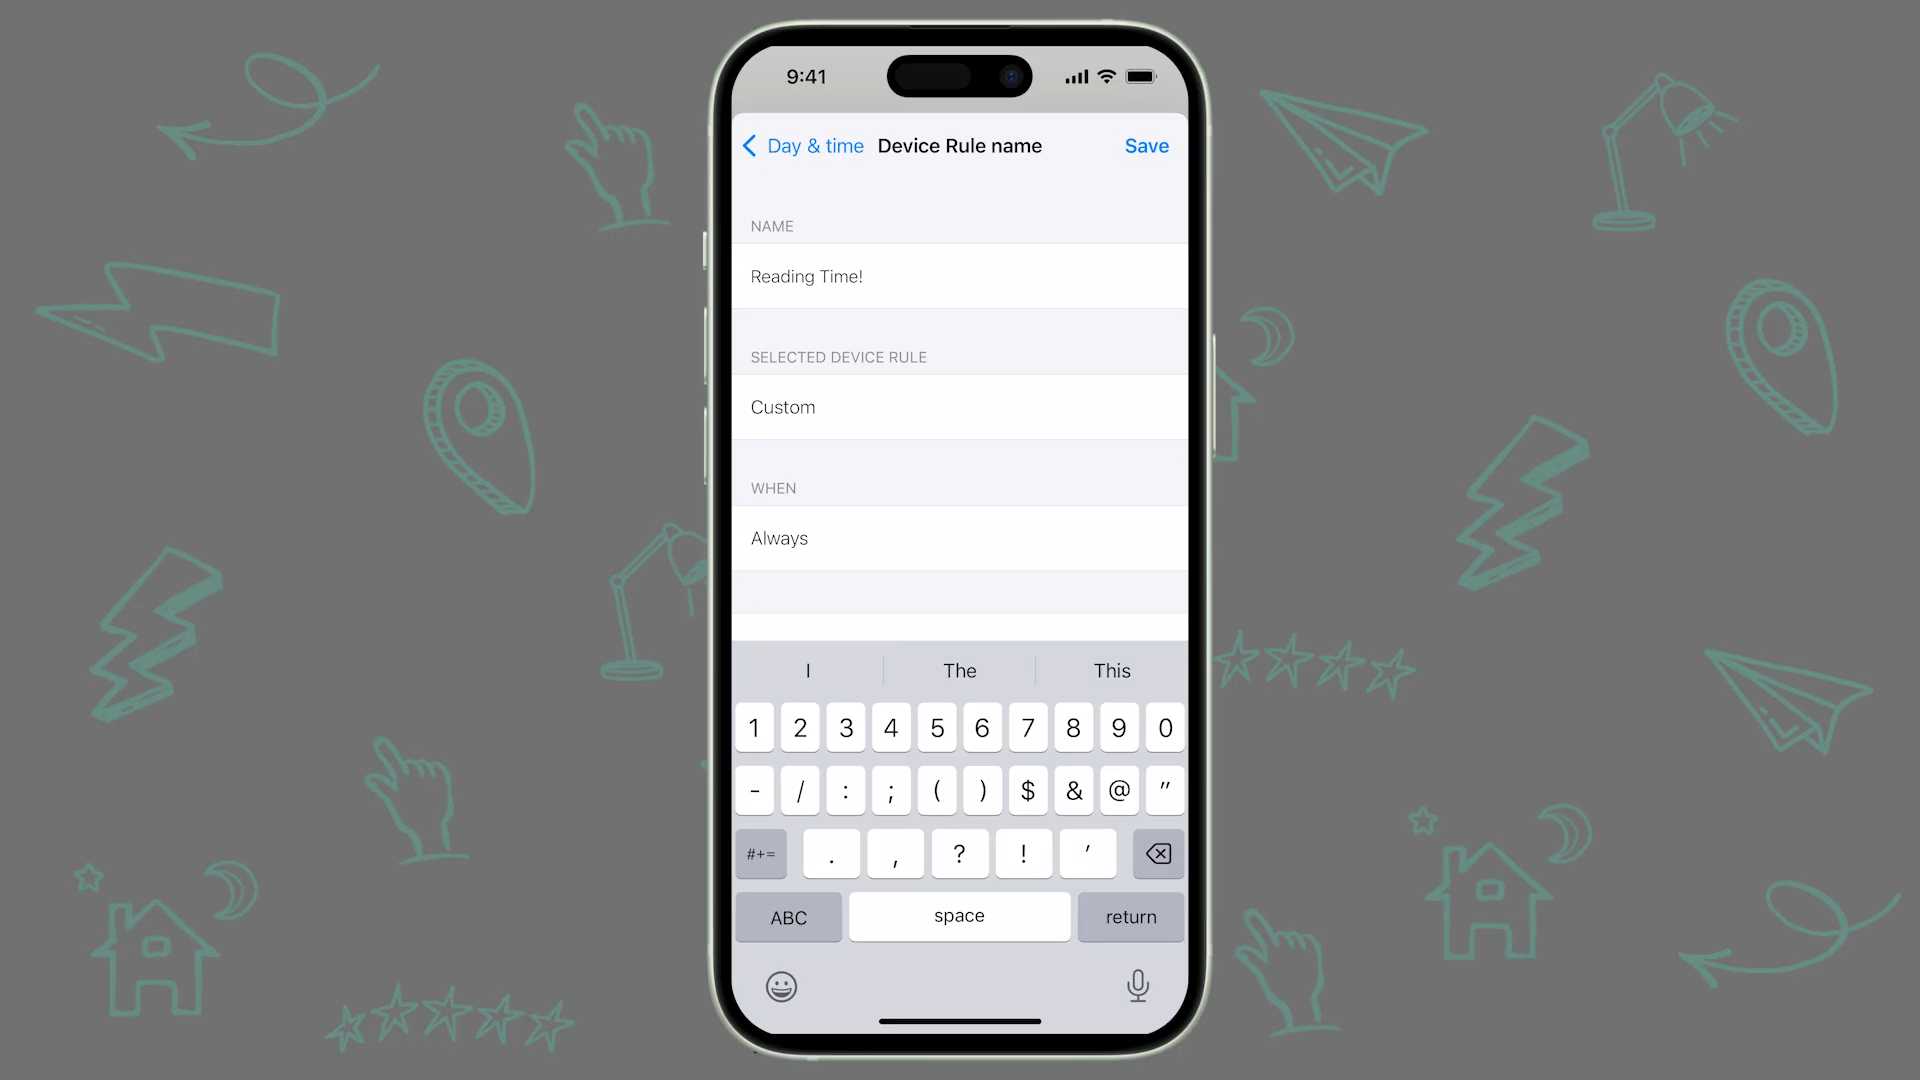 9:41
Day & time Device Rule name Save
NAME
Reading Time!
SELECTED DEVICE RULE
Custom
WHEN
Always
I The This
1 2 3 4 5 6 7 8 9 0
- / : ; ( ) $ & @ "
#+= . , ? ! '
ABC space return